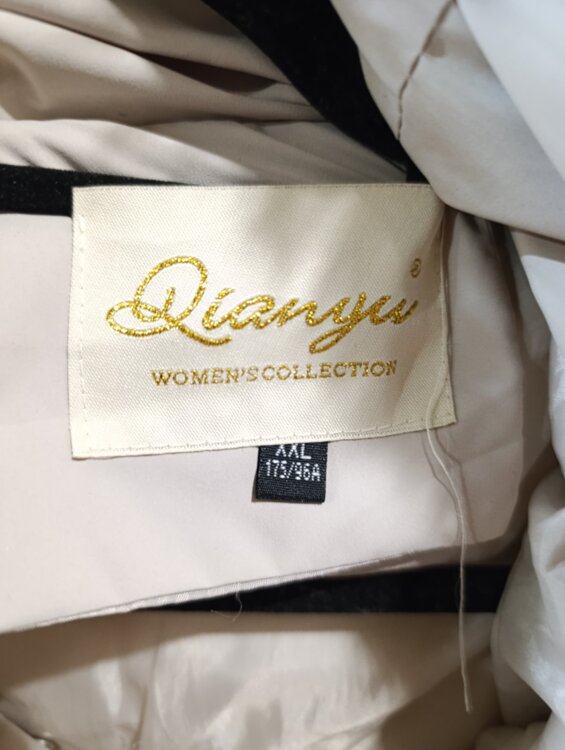 Qianyu®
WOMEN'S COLLECTION
XXL
175/96A